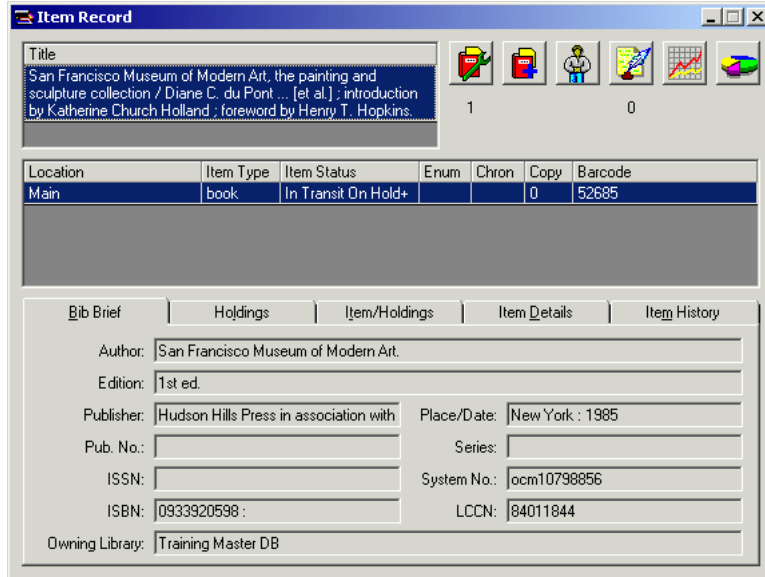 Item Record
Title
San Francisco Museum of Modern Art, the painting and
sculpture collection / Diane C. du Pont ... [et al.] ; introduction
by Katherine Church Holland ; foreword by Henry T. Hopkins.
1 0
Location Item Type Item Status Enum Chron Copy Barcode
Main book In Transit On Hold+ 0 52685
Bib Brief Holdings Item/Holdings Item Details Item History
Author: San Francisco Museum of Modern Art.
Edition: 1st ed.
Publisher: Hudson Hills Press in association with Place/Date: New York : 1985
Pub. No.: Series:
ISSN: System No.: ocm10798856
ISBN: 0933920598 : LCCN: 84011844
Owning Library: Training Master DB